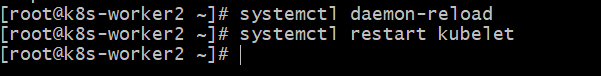 [root@k8s-worker2 ~]# systemctl daemon-reload
[root@k8s-worker2 ~]# systemctl restart kubelet
[root@k8s-worker2 ~]#